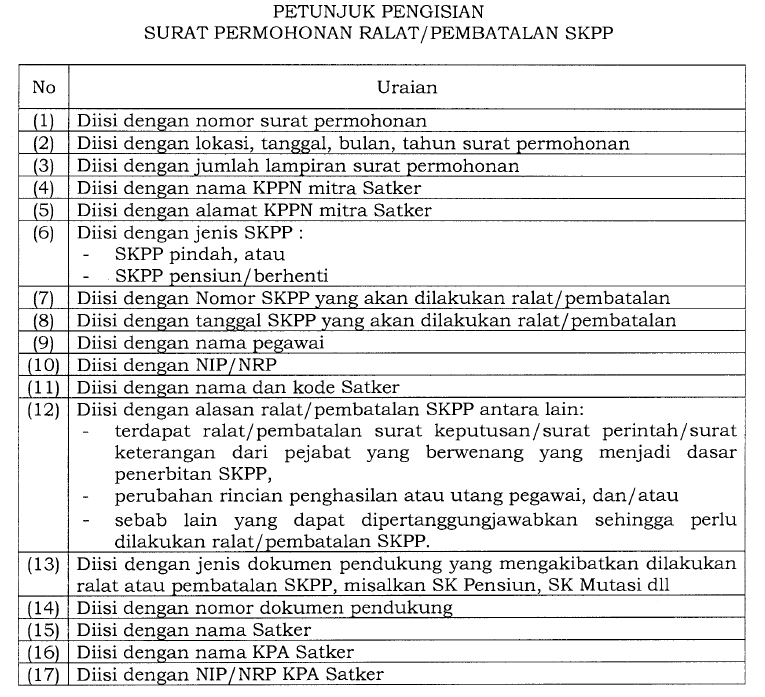 PETUNJUK PENGISIAN
SURAT PERMOHONAN RALAT/PEMBATALAN SKPP
No Uraian
(1) Diisi dengan nomor surat permohonan
(2) Diisi dengan lokasi, tanggal, bulan, tahun surat permohonan
(3) Diisi dengan jumlah lampiran surat permohonan
(4) Diisi dengan nama KPPN mitra Satker
(5) Diisi dengan alamat KPPN mitra Satker
(6) Diisi dengan jenis SKPP :
- SKPP pindah, atau
- SKPP pensiun/berhenti
(7) Diisi dengan Nomor SKPP yang akan dilakukan ralat/pembatalan
(8) Diisi dengan tanggal SKPP yang akan dilakukan ralat/pembatalan
(9) Diisi dengan nama pegawai
(10) Diisi dengan NIP/NRP
(11) Diisi dengan nama dan kode Satker
(12) Diisi dengan alasan ralat/pembatalan SKPP antara lain:
- terdapat ralat/pembatalan surat keputusan/surat perintah/surat
keterangan dari pejabat yang berwenang yang menjadi dasar
penerbitan SKPP,
- perubahan rincian penghasilan atau utang pegawai, dan/atau
- sebab lain yang dapat dipertanggungjawabkan sehingga perlu
dilakukan ralat/pembatalan SKPP.
(13) Diisi dengan jenis dokumen pendukung yang mengakibatkan dilakukan
ralat atau pembatalan SKPP, misalkan SK Pensiun, SK Mutasi dll
(14) Diisi dengan nomor dokumen pendukung
(15) Diisi dengan nama Satker
(16) Diisi dengan nama KPA Satker
(17) Diisi dengan NIP/NRP KPA Satker